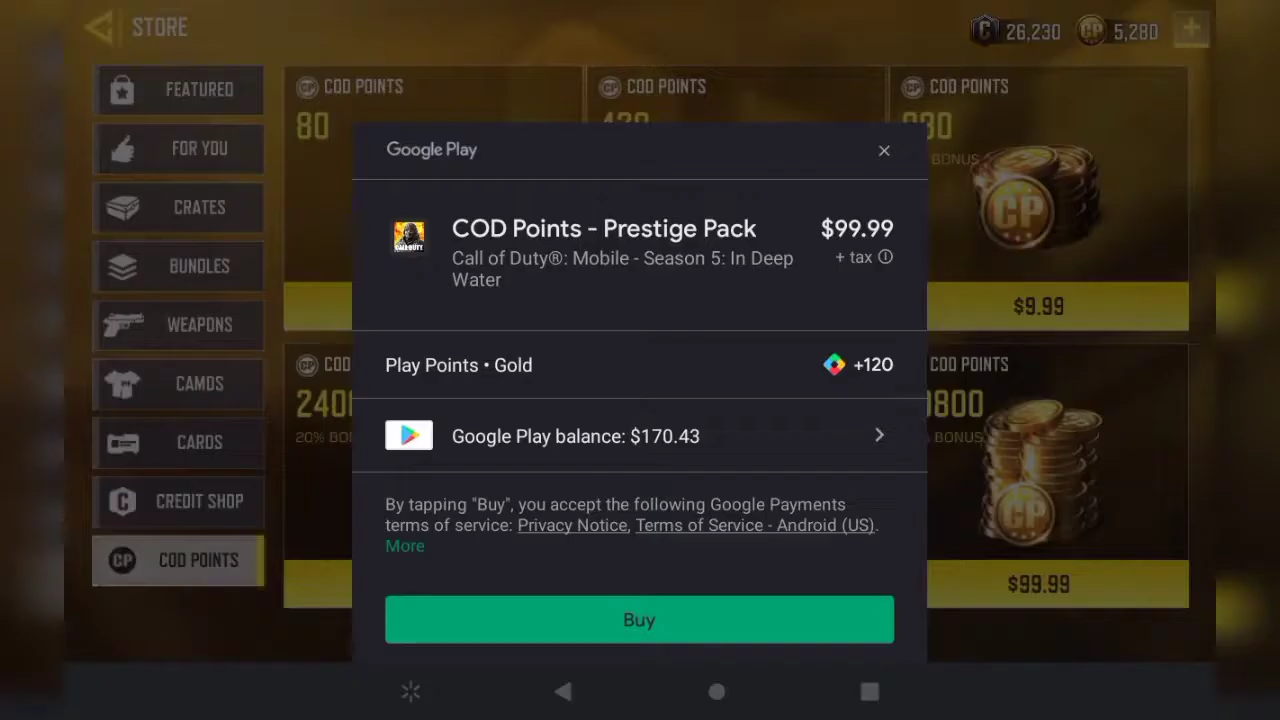 STORE
26,230
5,280
FEATURED
FOR YOU
CRATES
BUNDLES
WEAPONS
CAMOS
CARDS
CREDIT SHOP
COD POINTS
COD POINTS
80
COD POINTS
COD POINTS
BONUS
$9.99
COD
240
20% BO
COD POINTS
BONUS
$99.99
Google Play
COD Points - Prestige Pack
$99.99
Call of Duty®: Mobile - Season 5: In Deep
Water
+ tax
Play Points • Gold
+120
Google Play balance: $170.43
By tapping "Buy", you accept the following Google Payments
terms of service: Privacy Notice, Terms of Service - Android (US).
More
Buy